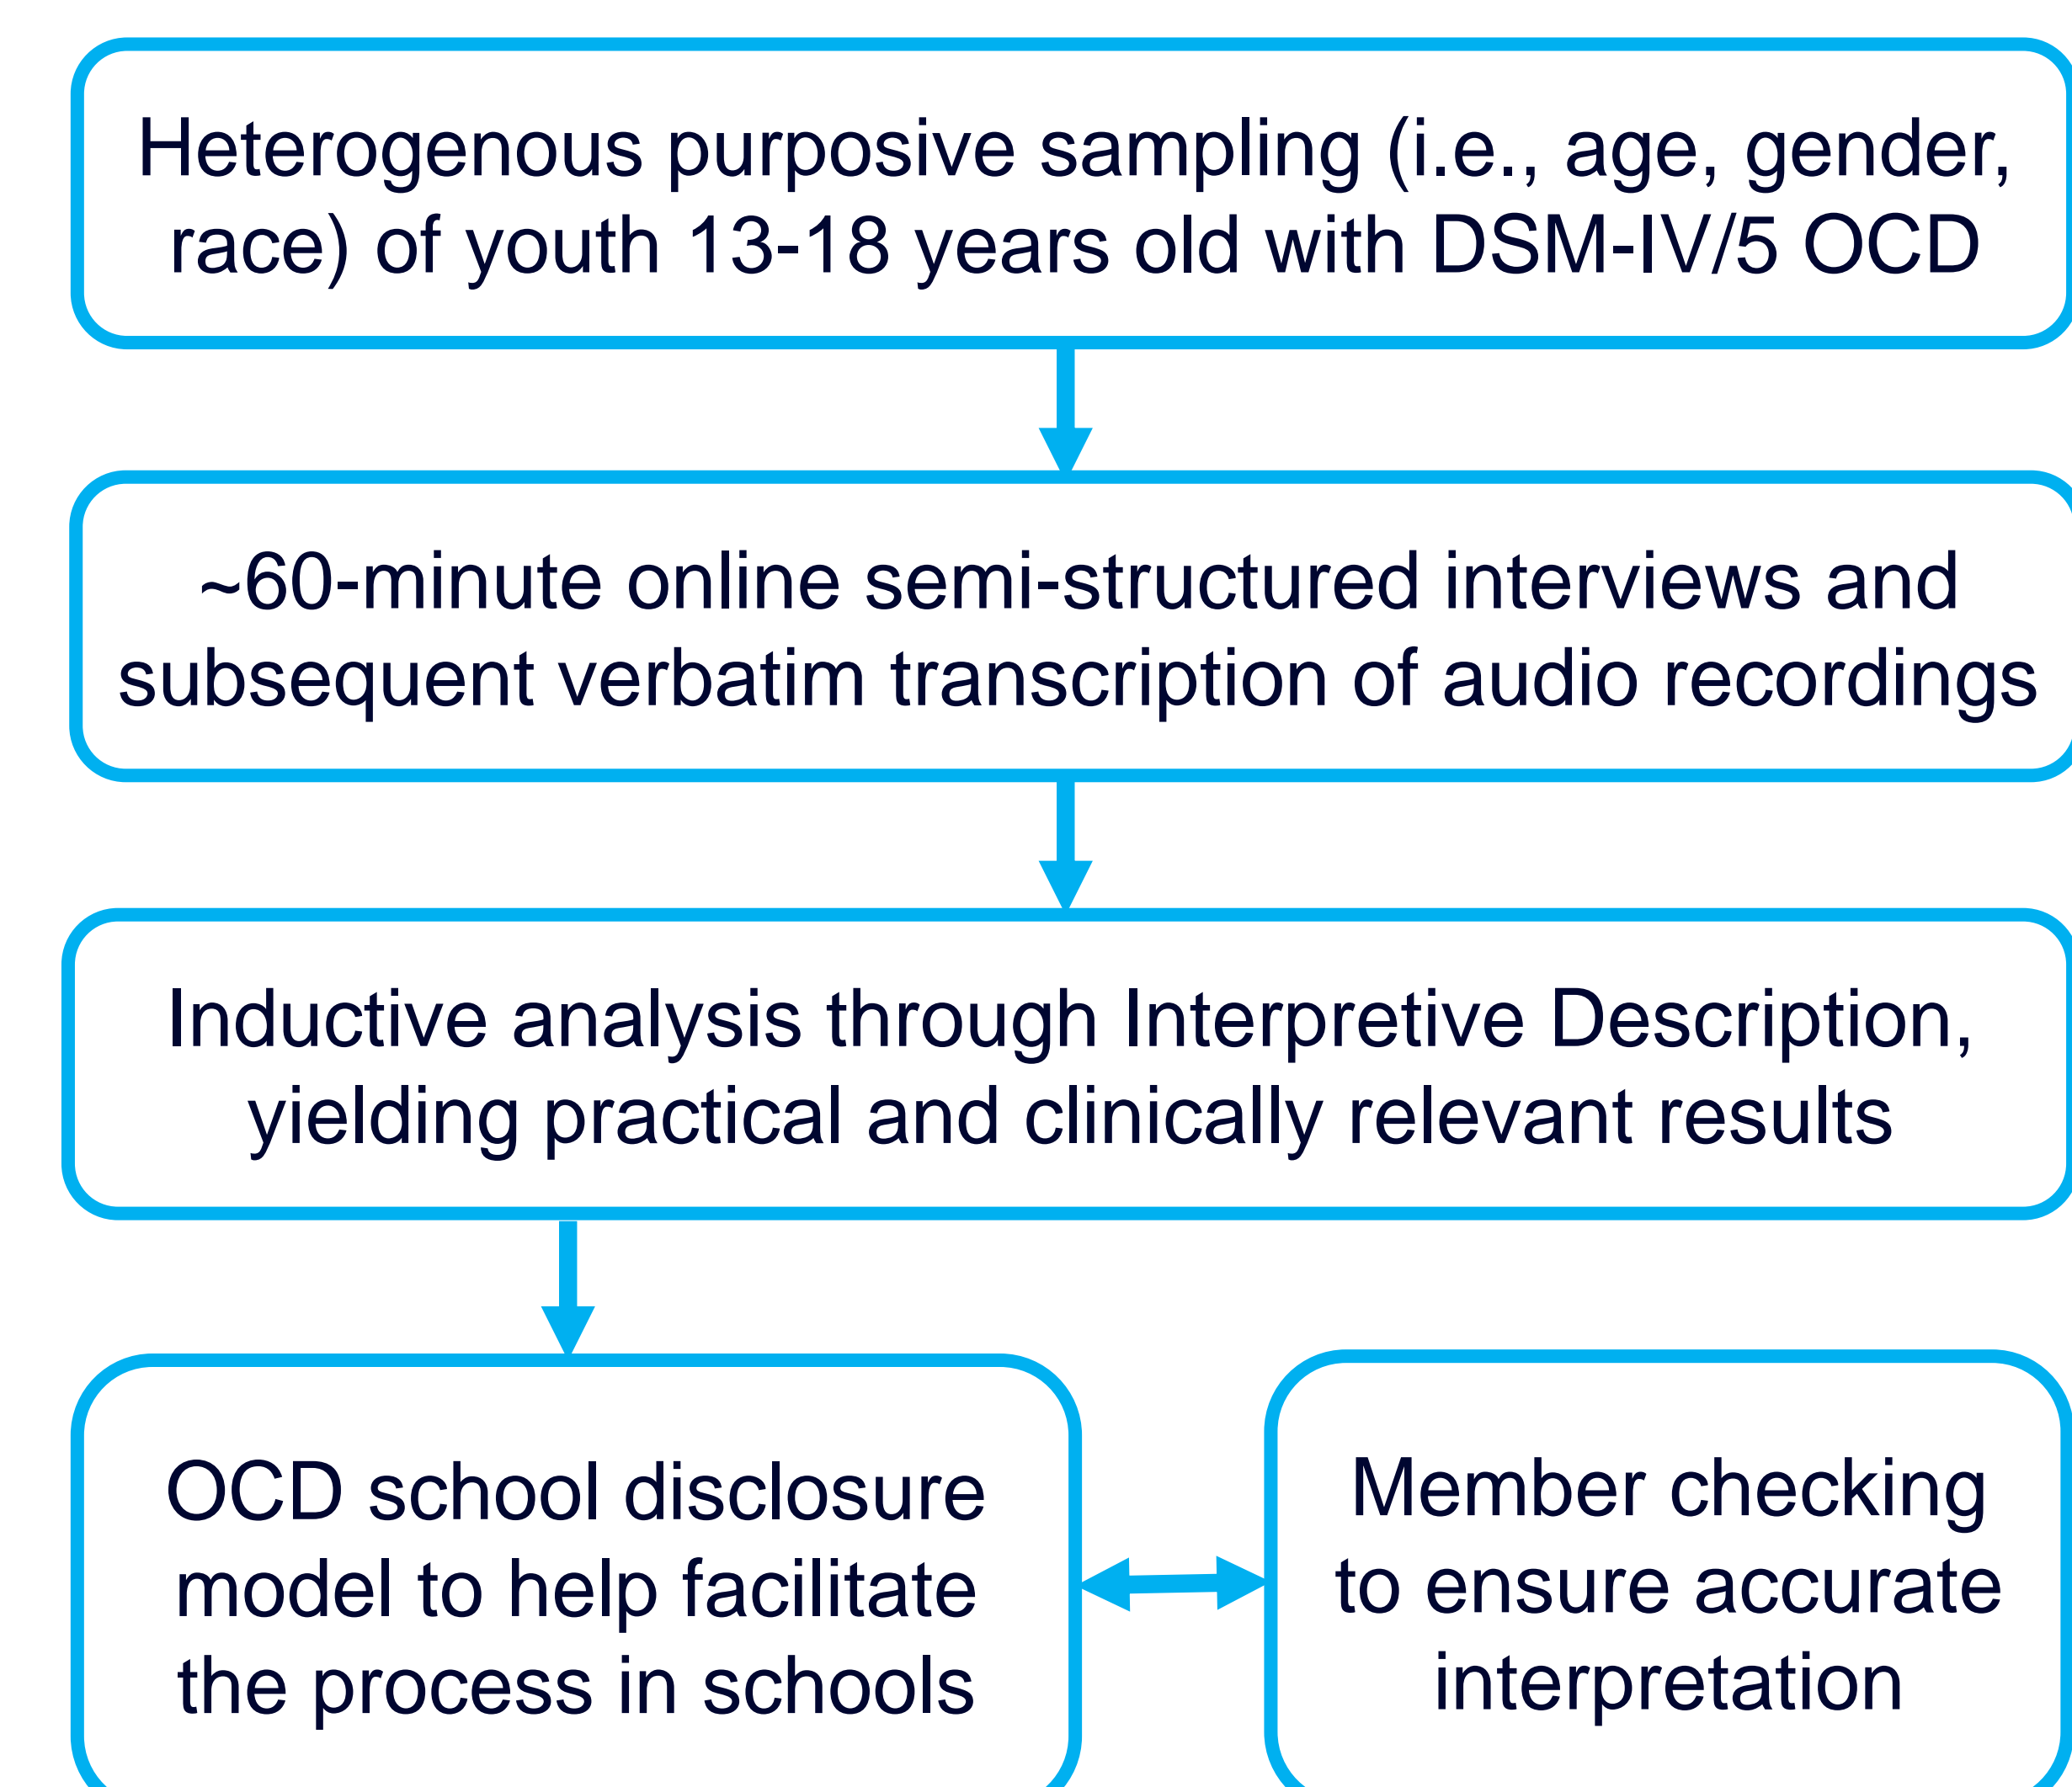 Heterogenous purposive sampling (i.e., age, gender,
race) of youth 13-18 years old with DSM-IV/5 OCD
~60-minute online semi-structured interviews and
subsequent verbatim transcription of audio recordings
Inductive analysis through Interpretive Description,
yielding practical and clinically relevant results
OCD school disclosure
model to help facilitate
the process in schools
Member checking
to ensure accurate
interpretation